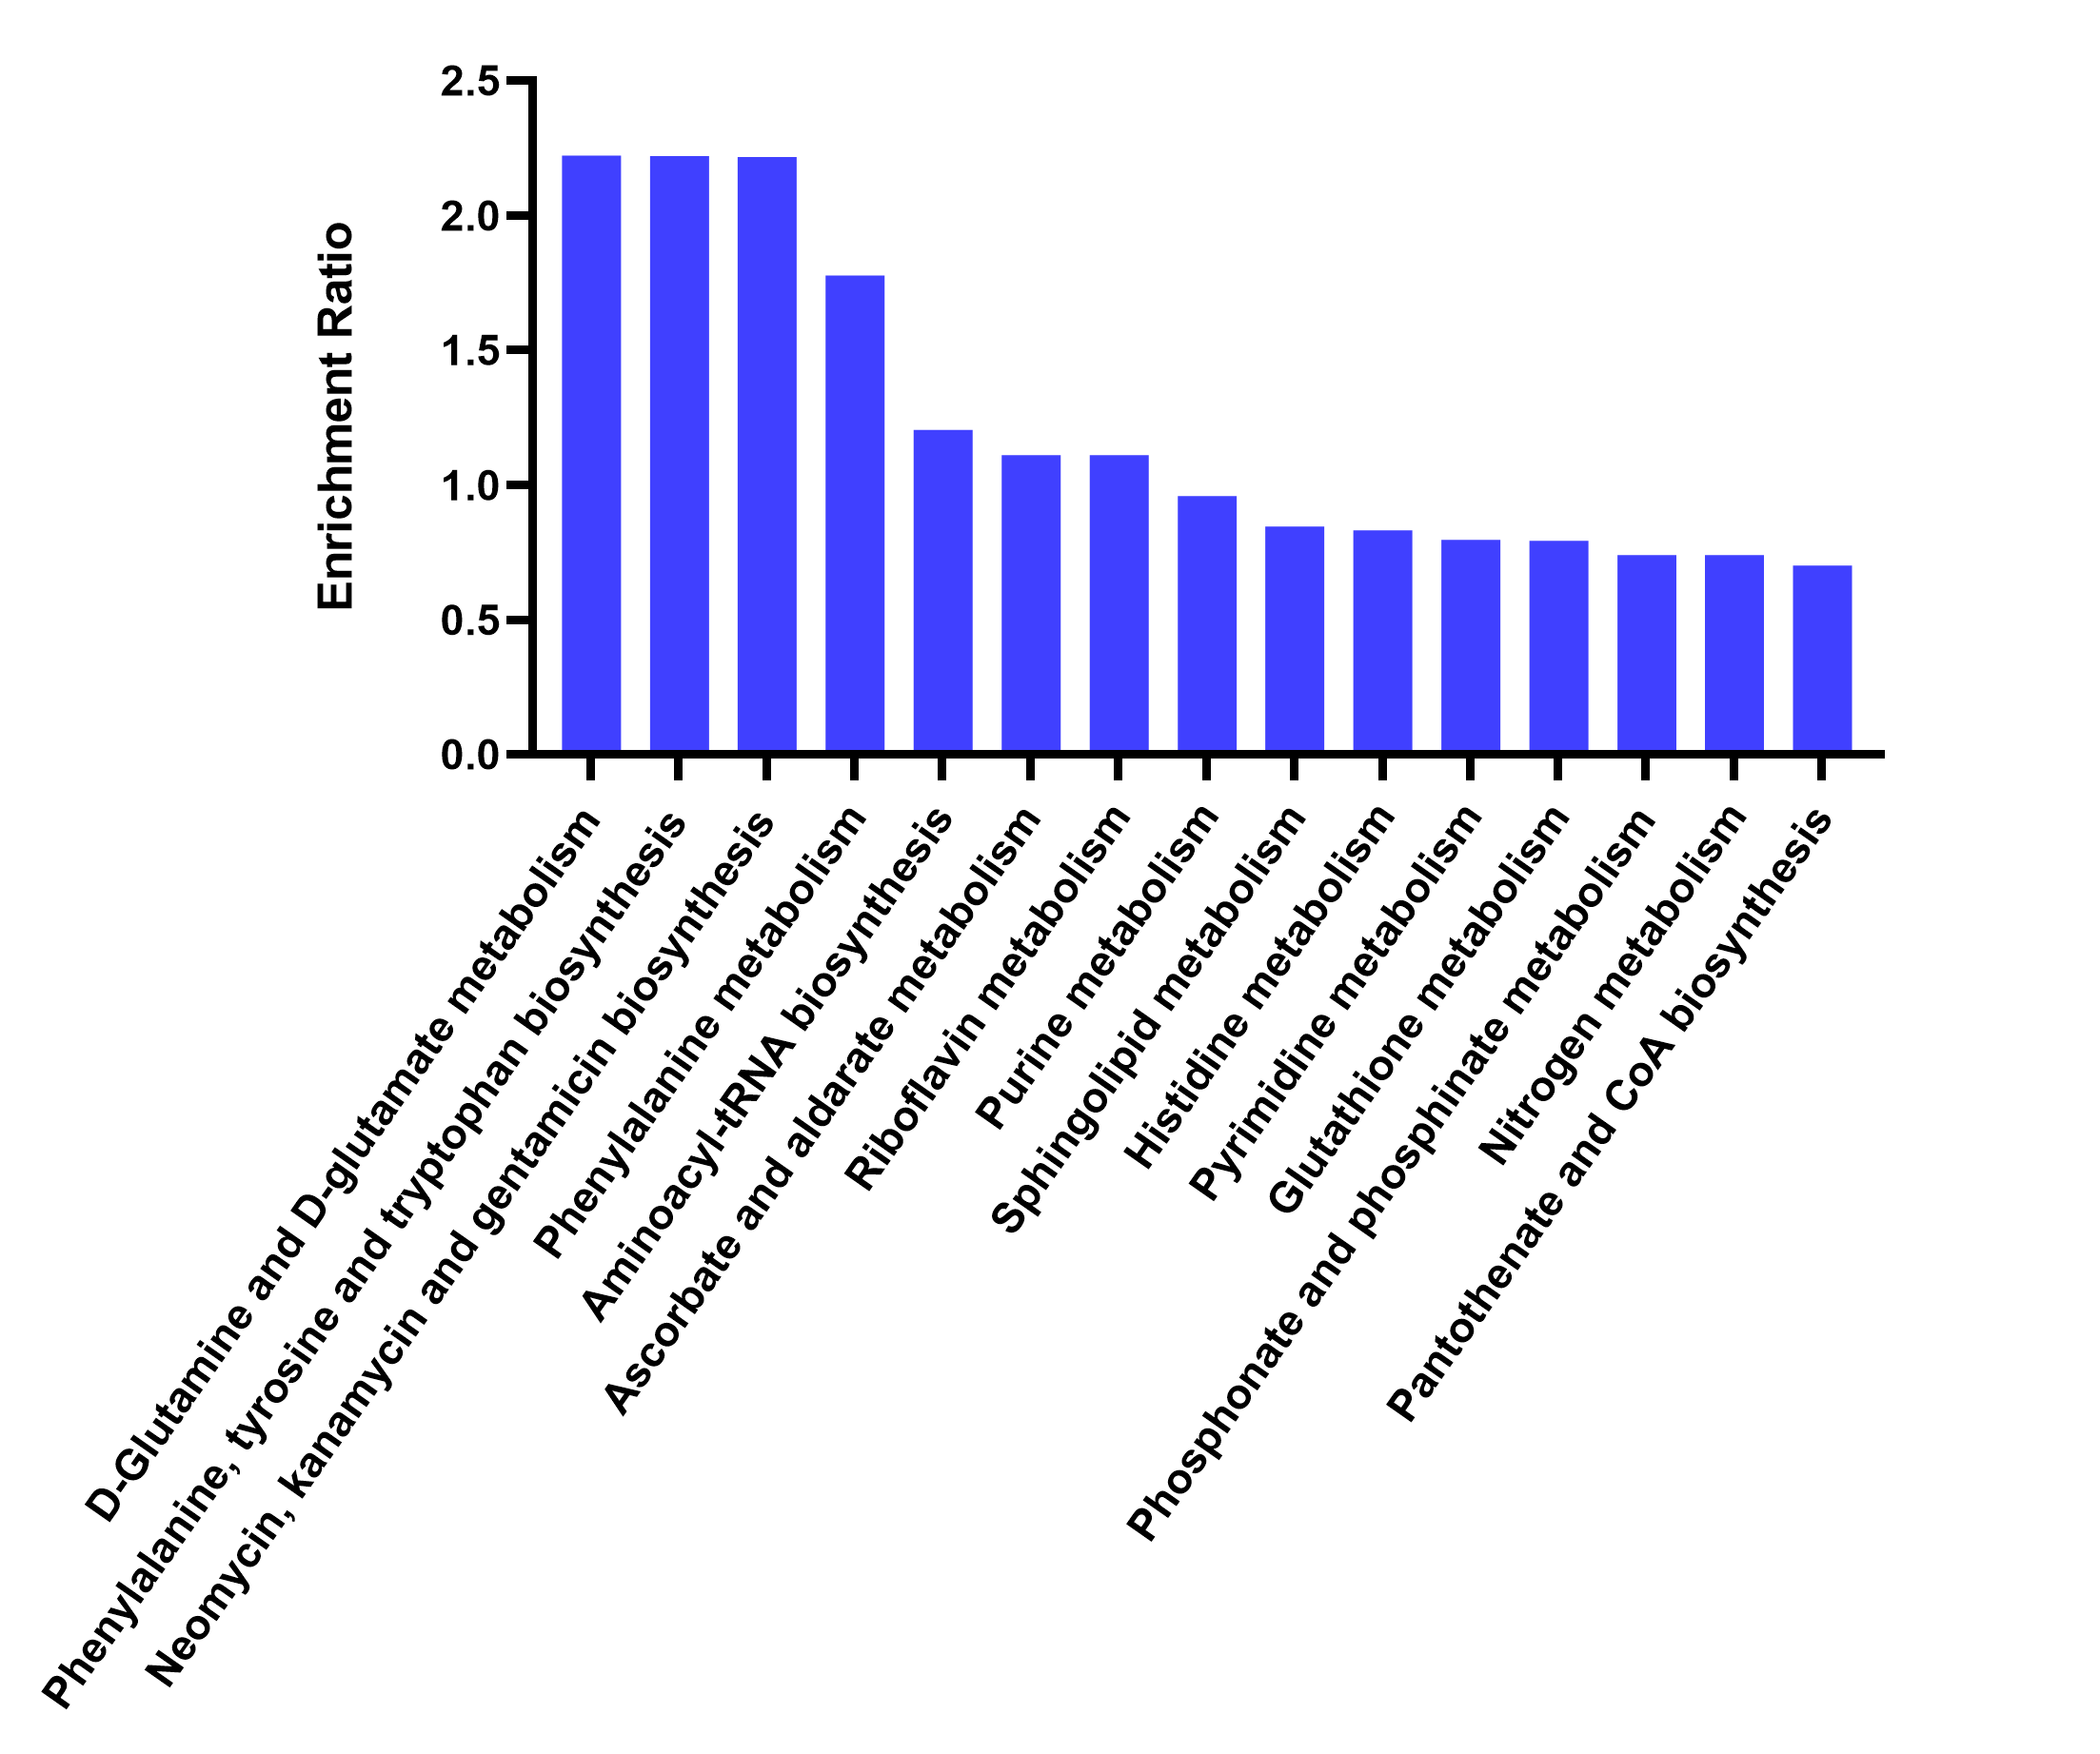 Enrichment Ratio
2.5
2.0
1.5
1.0
0.5
0.0
D-Glutamine and D-glutamate metabolism
Phenylalanine, tyrosine and tryptophan biosynthesis
Neomycin, kanamycin and gentamicin biosynthesis
Phenylalanine metabolism
Aminoacyl-tRNA biosynthesis
Ascorbate and aldarate metabolism
Riboflavin metabolism
Purine metabolism
Sphingolipid metabolism
Histidine metabolism
Pyrimidine metabolism
Glutathione metabolism
Phosphonate and phosphinate metabolism
Nitrogen metabolism
Pantothenate and CoA biosynthesis